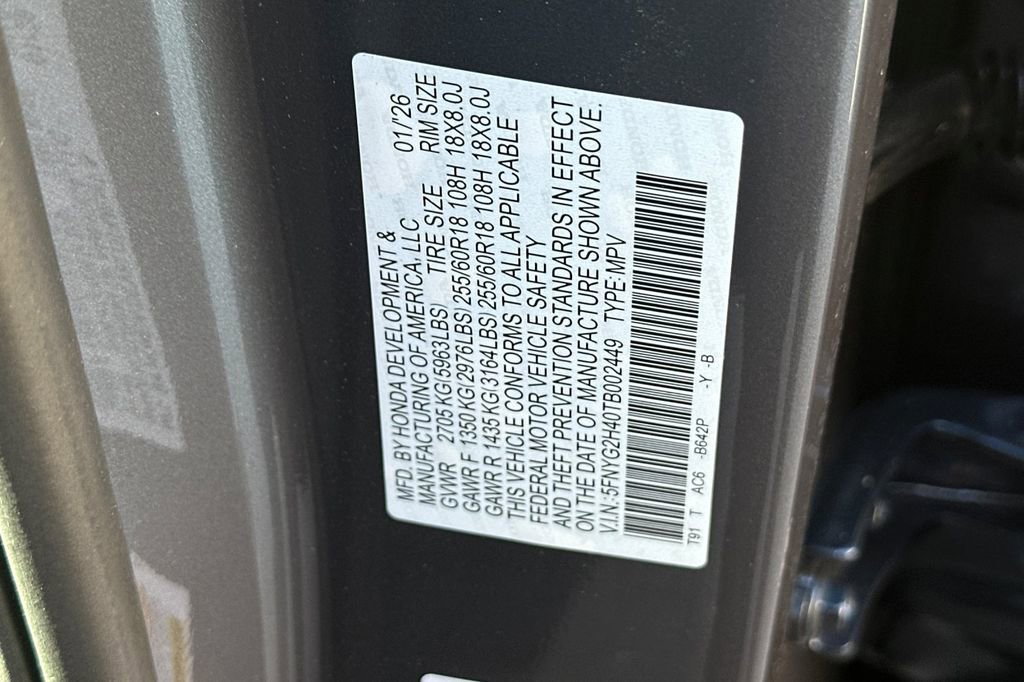 MFD. BY HONDA DEVELOPMENT &
MANUFACTURING OF AMERICA, LLC 01/'26
GVWR 2705 KG(5963LBS) TIRE SIZE RIM SIZE
GAWR F 1350 KG(2976LBS) 255/60R18 108H 18X8.0J
GAWR R 1435 KG(3164LBS) 255/60R18 108H 18X8.0J
THIS VEHICLE CONFORMS TO ALL APPLICABLE
FEDERAL MOTOR VEHICLE SAFETY
AND THEFT PREVENTION STANDARDS IN EFFECT
ON THE DATE OF MANUFACTURE SHOWN ABOVE.
V.I.N.:5FNYG2H40TB002449 TYPE:MPV
T91 T AC6 -B642P -Y -B